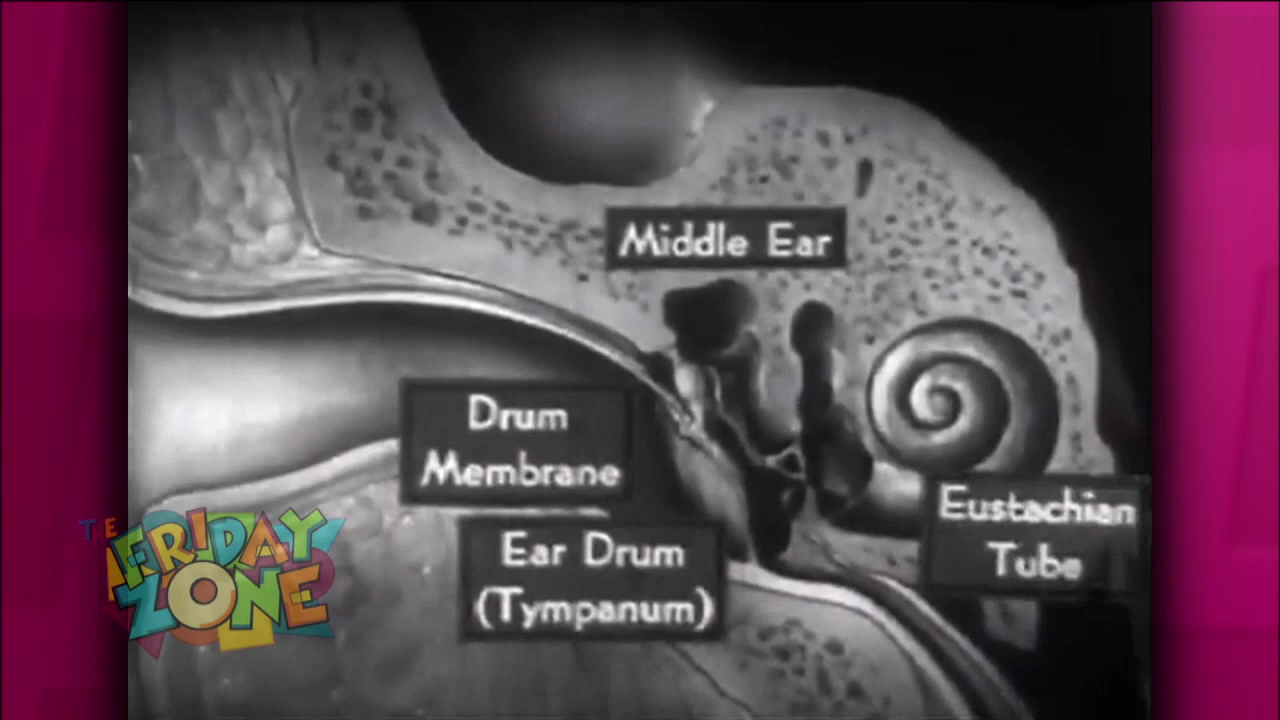 Middle Ear
Drum
Membrane
Eustachian
Tube
Ear Drum
(Tympanum)
FRIDAY
ZONE